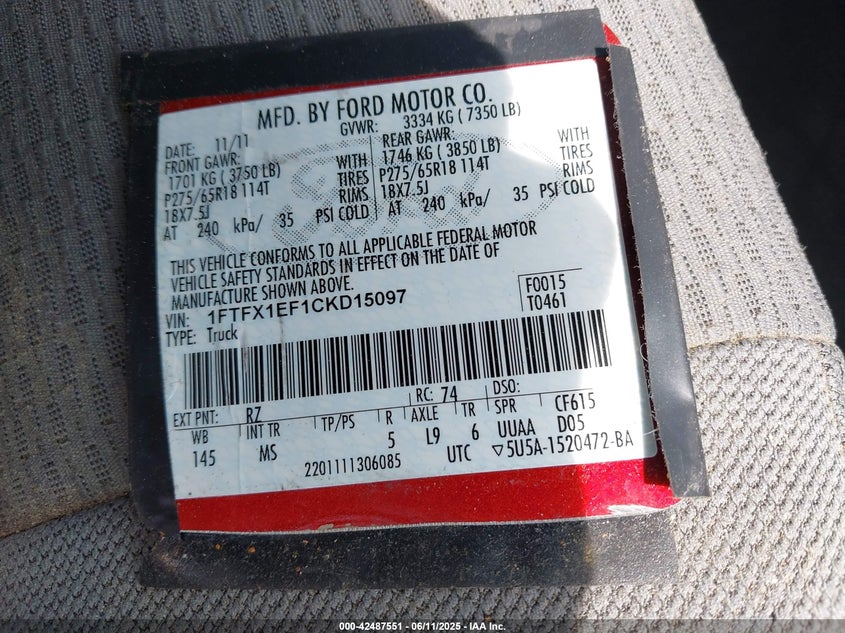 MFD. BY FORD MOTOR CO.
DATE: 11/11 GVWR: 3334 KG ( 7350 LB)
FRONT GAWR: REAR GAWR:
1701 KG ( 3750 LB) WITH 1746 KG ( 3850 LB) WITH
P275/65R18 114T TIRES P275/65R18 114T TIRES
18X7.5J RIMS 18X7.5J RIMS
AT 240 kPa/ 35 PSI COLD AT 240 kPa/ 35 PSI COLD
THIS VEHICLE CONFORMS TO ALL APPLICABLE FEDERAL MOTOR
VEHICLE SAFETY STANDARDS IN EFFECT ON THE DATE OF
MANUFACTURE SHOWN ABOVE.
VIN: 1FTFX1EF1CKD15097 F0015
TYPE: Truck T0461
EXT PNT: RZ RC: 74 DSO:
WB INT TR TP/PS R AXLE TR SPR CF615
145 MS 5 L9 6 UUAA D05
2201111306085 UTC ▽5U5A-1520472-BA
000-42487551 - 06/11/2025 - IAA Inc.